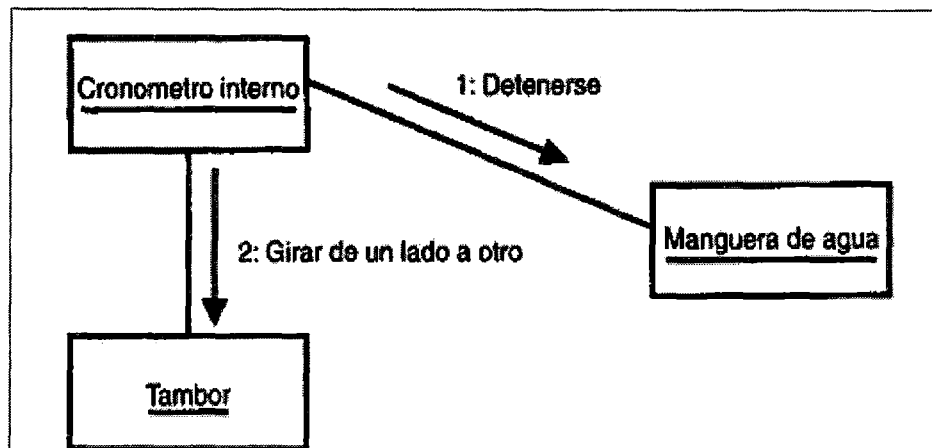 Cronometro interno
1: Detenerse
Manguera de agua
2: Girar de un lado a otro
Tambor